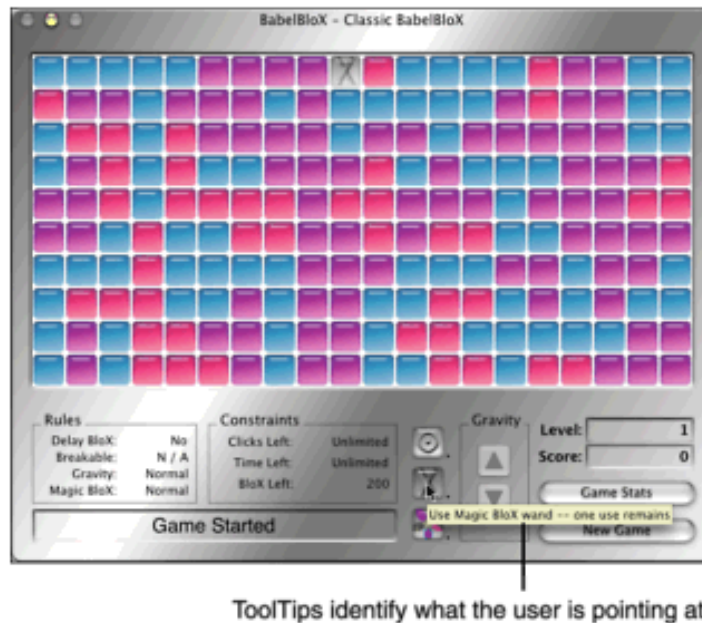 BabelBloX - Classic BabelBloX
Rules
Delay BloX: No
Breakable: N / A
Gravity: Normal
Magic BloX: Normal
Constraints
Clicks Left: Unlimited
Time Left: Unlimited
BloX Left: 200
Gravity
Level: 1
Score: 0
Game Stats
Use Magic BloX wand -- one use remains
New Game
Game Started
ToolTips identify what the user is pointing at